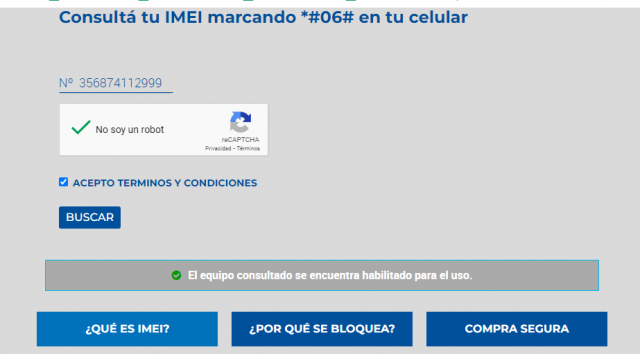 Consultá tu IMEI marcando *#06# en tu celular
Nº 356874112999
No soy un robot
reCAPTCHA
Privacidad - Términos
ACEPTO TERMINOS Y CONDICIONES
BUSCAR
El equipo consultado se encuentra habilitado para el uso.
¿QUÉ ES IMEI? ¿POR QUÉ SE BLOQUEA? COMPRA SEGURA